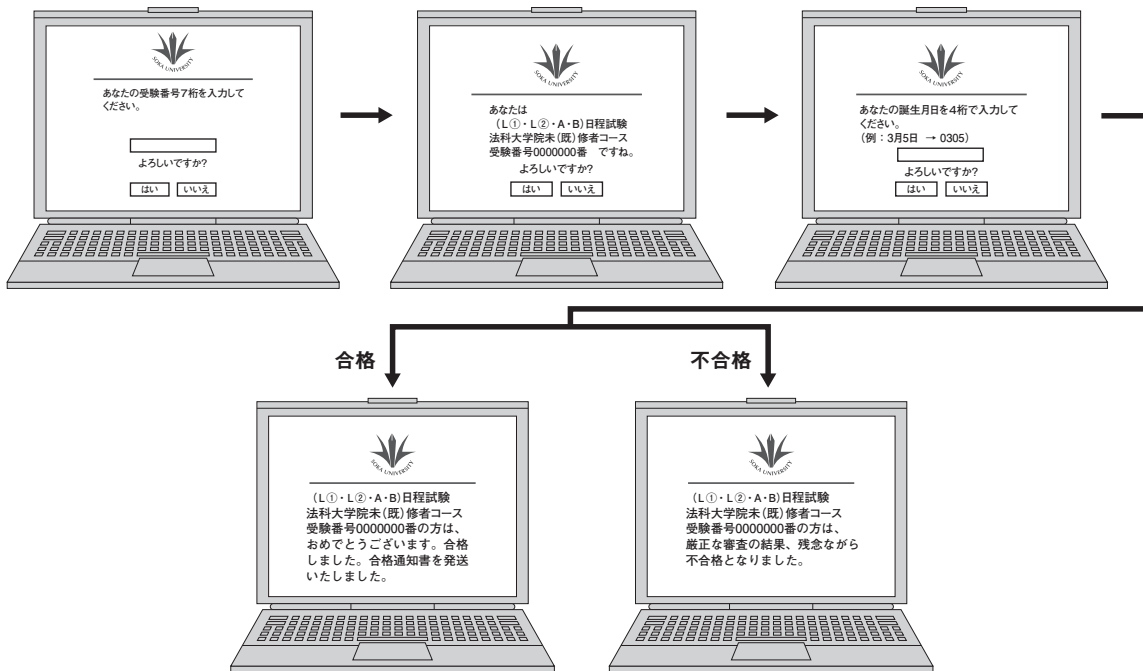 SOKA UNIVERSITY
あなたの受験番号7桁を入力して
ください。
よろしいですか?
はい いいえ
SOKA UNIVERSITY
あなたは
(L①・L②・A・B)日程試験
法科大学院未(既)修者コース
受験番号0000000番 ですね。
よろしいですか?
はい いいえ
SOKA UNIVERSITY
あなたの誕生月日を4桁で入力して
ください。
(例:3月5日 → 0305)
よろしいですか?
はい いいえ
合格
不合格
SOKA UNIVERSITY
(L①・L②・A・B)日程試験
法科大学院未(既)修者コース
受験番号0000000番の方は、
おめでとうございます。合格
しました。合格通知書を発送
いたしました。
SOKA UNIVERSITY
(L①・L②・A・B)日程試験
法科大学院未(既)修者コース
受験番号0000000番の方は、
厳正な審査の結果、残念ながら
不合格となりました。